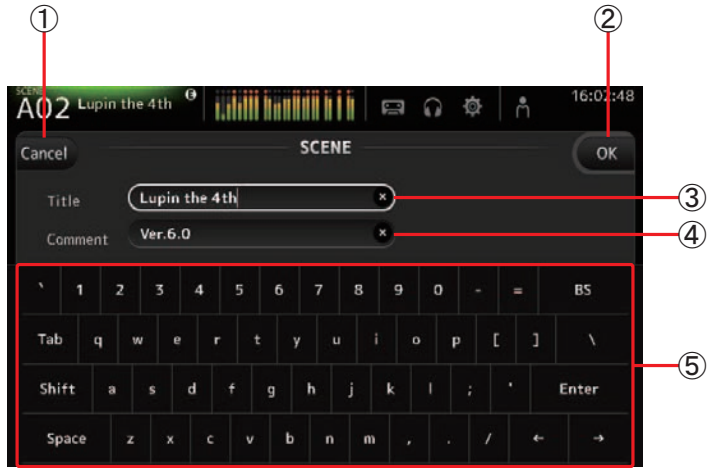 ① ②
SCENE
A02 Lupin the 4th E 16:02:48
Cancel SCENE OK
Title Lupin the 4th × ③
Comment Ver.6.0 × ④
` 1 2 3 4 5 6 7 8 9 0 - = BS
Tab q w e r t y u i o p [ ] \
⑤
Shift a s d f g h j k l ; ' Enter
Space z x c v b n m , . / ← →